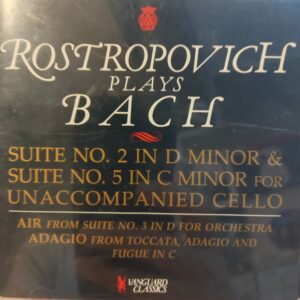 ROSTROPOVICH
PLAYS
BACH
SUITE NO. 2 IN D MINOR &
SUITE NO. 5 IN C MINOR FOR
UNACCOMPANIED CELLO
AIR FROM SUITE NO. 3 IN D FOR ORCHESTRA
ADAGIO FROM TOCCATA, ADAGIO AND
FUGUE IN C
VANGUARD
CLASSICS